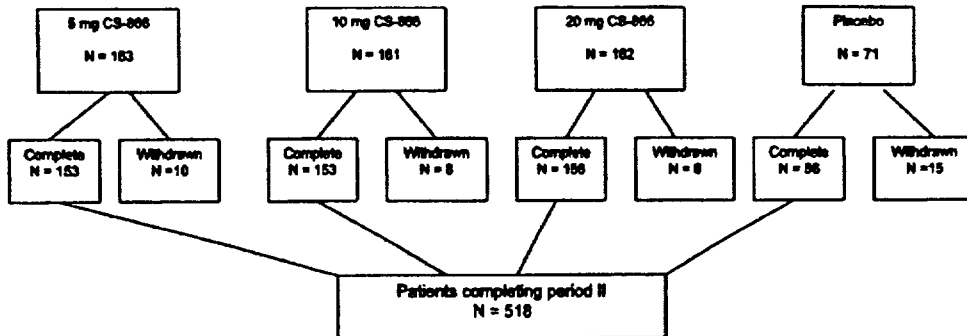 5 mg CS-866
N = 163
10 mg CS-866
N = 161
20 mg CS-866
N = 162
Placebo
N = 71
Complete
N = 153
Withdrawn
N =10
Complete
N = 153
Withdrawn
N = 8
Complete
N = 156
Withdrawn
N = 6
Complete
N = 56
Withdrawn
N =15
Patients completing period II
N = 518